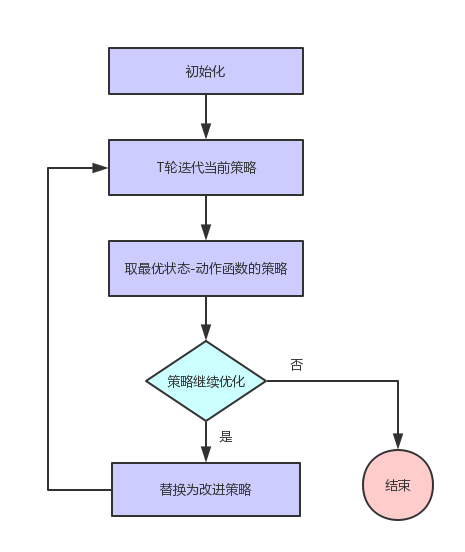 初始化
T轮迭代当前策略
取最优状态-动作函数的策略
策略继续优化
否
是
替换为改进策略
结束